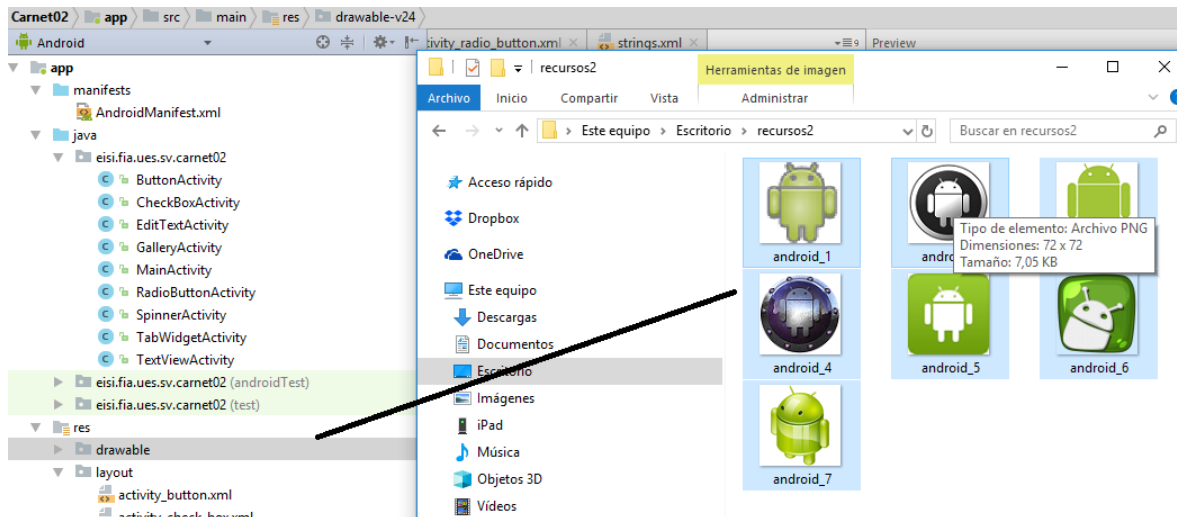 Carnet02 app src main res drawable-v24
Android
tivity_radio_button.xml strings.xml
9 Preview
app
manifests
AndroidManifest.xml
java
eisi.fia.ues.sv.carnet02
ButtonActivity
CheckBoxActivity
EditTextActivity
GalleryActivity
MainActivity
RadioButtonActivity
SpinnerActivity
TabWidgetActivity
TextViewActivity
eisi.fia.ues.sv.carnet02 (androidTest)
eisi.fia.ues.sv.carnet02 (test)
res
drawable
layout
activity_button.xml
activity_check_box.xml
recursos2
Herramientas de imagen
Archivo Inicio Compartir Vista Administrar
Este equipo > Escritorio > recursos2
Buscar en recursos2
Acceso rápido
Dropbox
OneDrive
Este equipo
Descargas
Documentos
Escritorio
Imágenes
iPad
Música
Objetos 3D
Vídeos
android_1
andro
Tipo de elemento: Archivo PNG
Dimensiones: 72 x 72
Tamaño: 7,05 KB
android_4
android_5
android_6
android_7